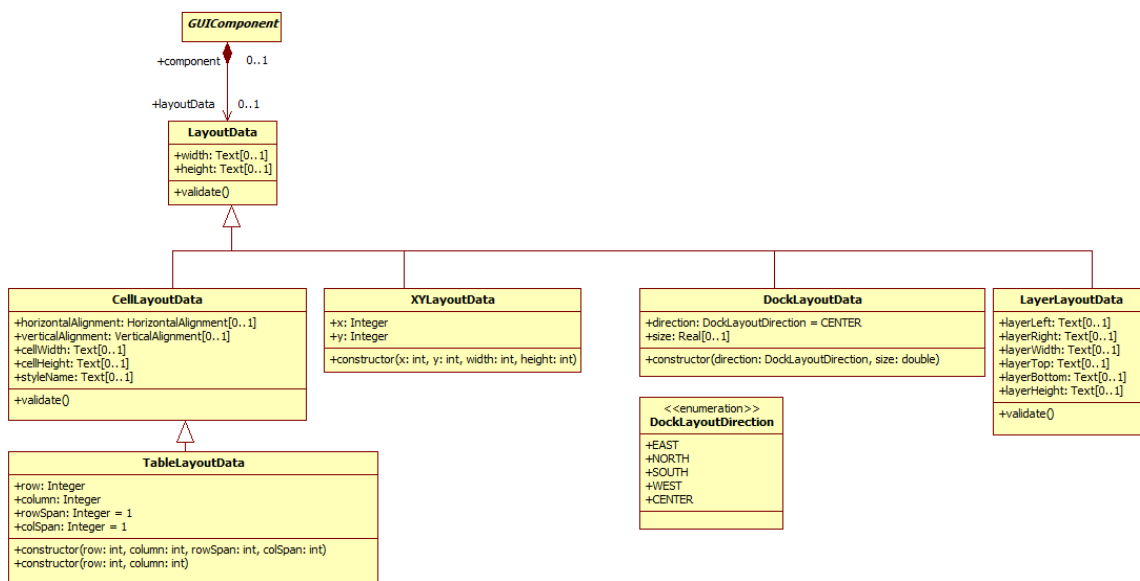 GUIComponent
+component 0..1
+layoutData 0..1
LayoutData
+width: Text[0..1]
+height: Text[0..1]
+validate()
CellLayoutData
+horizontalAlignment: HorizontalAlignment[0..1]
+verticalAlignment: VerticalAlignment[0..1]
+cellWidth: Text[0..1]
+cellHeight: Text[0..1]
+styleName: Text[0..1]
+validate()
XYLayoutData
+x: Integer
+y: Integer
+constructor(x: int, y: int, width: int, height: int)
DockLayoutData
+direction: DockLayoutDirection = CENTER
+size: Real[0..1]
+constructor(direction: DockLayoutDirection, size: double)
LayerLayoutData
+layerLeft: Text[0..1]
+layerRight: Text[0..1]
+layerWidth: Text[0..1]
+layerTop: Text[0..1]
+layerBottom: Text[0..1]
+layerHeight: Text[0..1]
+validate()
<<enumeration>>
DockLayoutDirection
+EAST
+NORTH
+SOUTH
+WEST
+CENTER
TableLayoutData
+row: Integer
+column: Integer
+rowSpan: Integer = 1
+colSpan: Integer = 1
+constructor(row: int, column: int, rowSpan: int, colSpan: int)
+constructor(row: int, column: int)